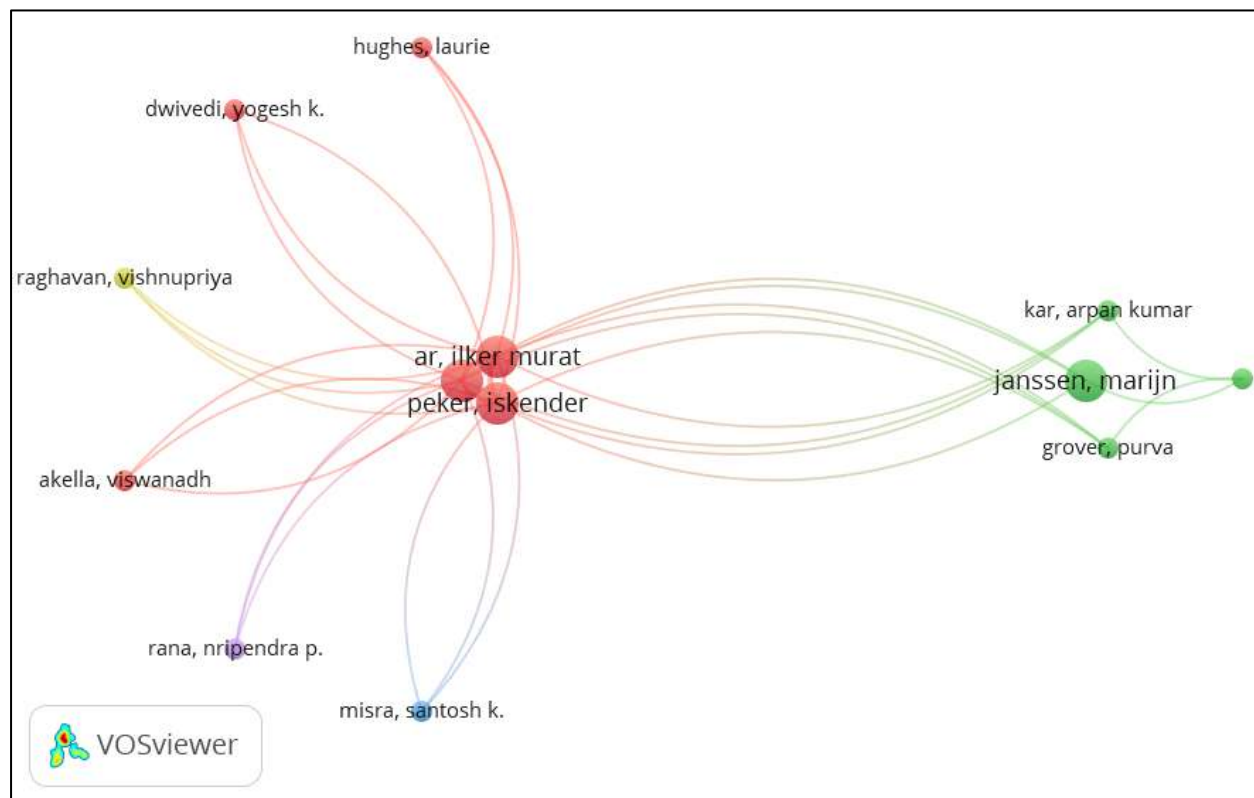 hughes, laurie
dwivedi, yogesh k.
raghavan, vishnupriya
kar, arpan kumar
ar, ilker murat
janssen, marijn
peker, iskender
grover, purva
akella, viswanadh
rana, nripendra p.
misra, santosh k.
VOSviewer